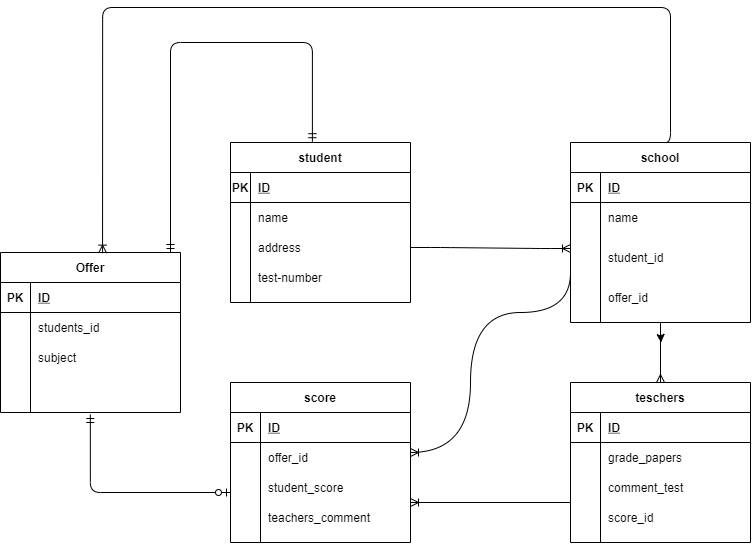 student
PK ID
name
address
test-number
school
PK ID
name
student_id
offer_id
Offer
PK ID
students_id
subject
score
PK ID
offer_id
student_score
teachers_comment
teschers
PK ID
grade_papers
comment_test
score_id